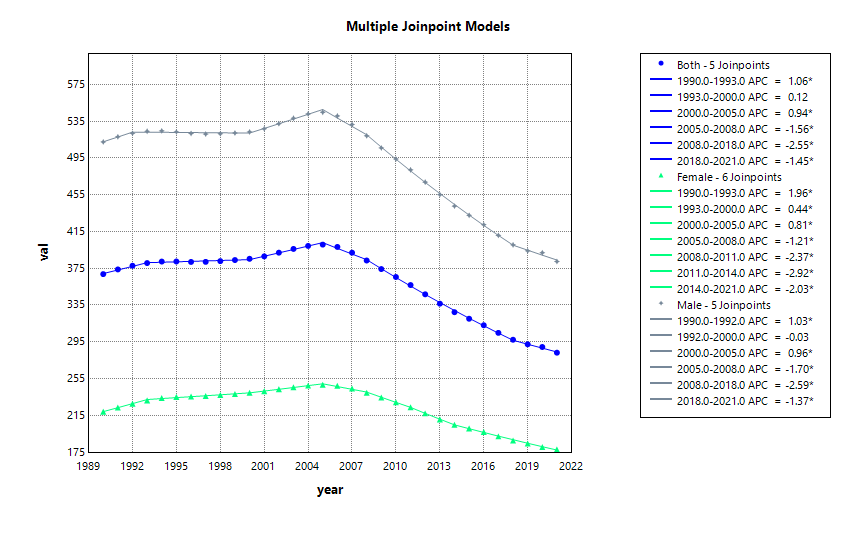 Multiple Joinpoint Models
575
535
495
455
415
375
335
295
255
215
175
val
1989 1992 1995 1998 2001 2004 2007 2010 2013 2016 2019 2022
year
Both - 5 Joinpoints
1990.0-1993.0 APC = 1.06*
1993.0-2000.0 APC = 0.12
2000.0-2005.0 APC = 0.94*
2005.0-2008.0 APC = -1.56*
2008.0-2018.0 APC = -2.55*
2018.0-2021.0 APC = -1.45*
Female - 6 Joinpoints
1990.0-1993.0 APC = 1.96*
1993.0-2000.0 APC = 0.44*
2000.0-2005.0 APC = 0.81*
2005.0-2008.0 APC = -1.21*
2008.0-2011.0 APC = -2.37*
2011.0-2014.0 APC = -2.92*
2014.0-2021.0 APC = -2.03*
Male - 5 Joinpoints
1990.0-1992.0 APC = 1.03*
1992.0-2000.0 APC = -0.03
2000.0-2005.0 APC = 0.96*
2005.0-2008.0 APC = -1.70*
2008.0-2018.0 APC = -2.59*
2018.0-2021.0 APC = -1.37*